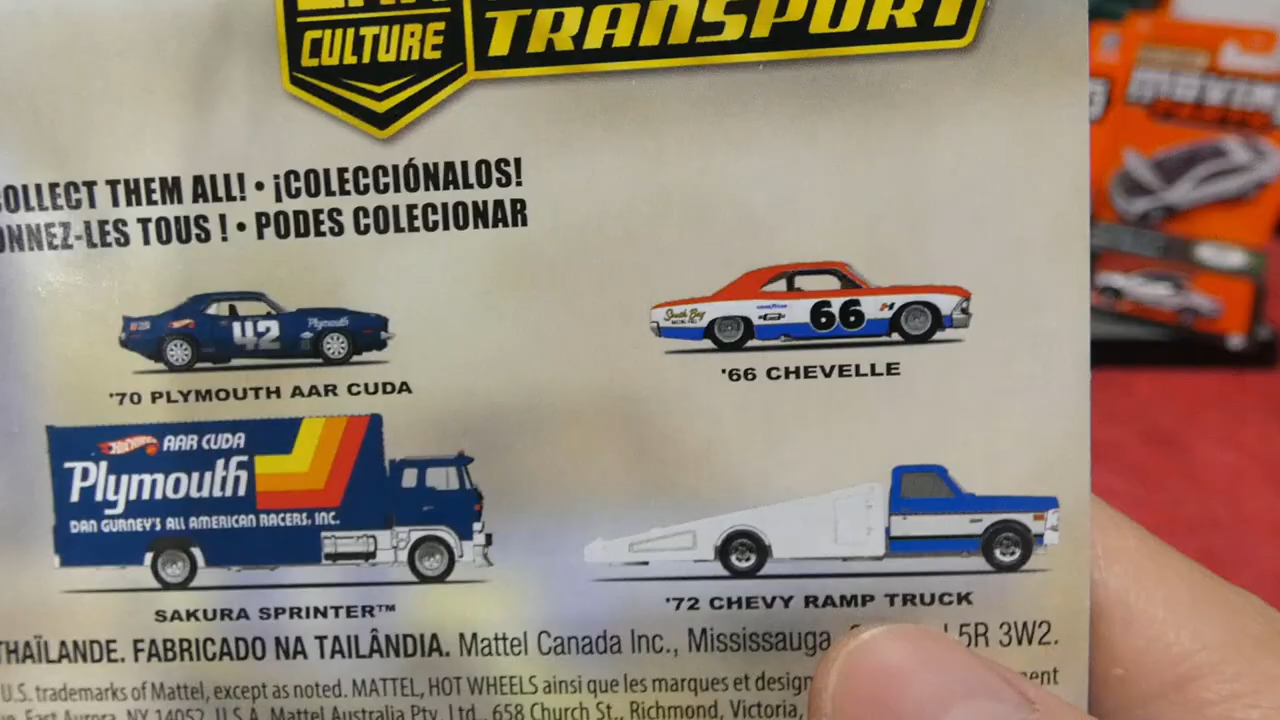 CULTURE
TRANSPORT
COLLECT THEM ALL! • ¡COLECCIÓNALOS!
ONNEZ-LES TOUS ! • PODES COLECIONAR
42
Plymouth
'70 PLYMOUTH AAR CUDA
South Bay
66
'66 CHEVELLE
AAR CUDA
Plymouth
DAN GURNEY'S ALL AMERICAN RACERS, INC.
SAKURA SPRINTER™
'72 CHEVY RAMP TRUCK
THAÏLANDE. FABRICADO NA TAILÂNDIA. Mattel Canada Inc., Mississauga 5R 3W2.
U.S. trademarks of Mattel, except as noted. MATTEL, HOT WHEELS ainsi que les marques et design
East Aurora, NY 14052, U.S.A. Mattel Australia Pty. Ltd., 658 Church St., Richmond, Victoria,